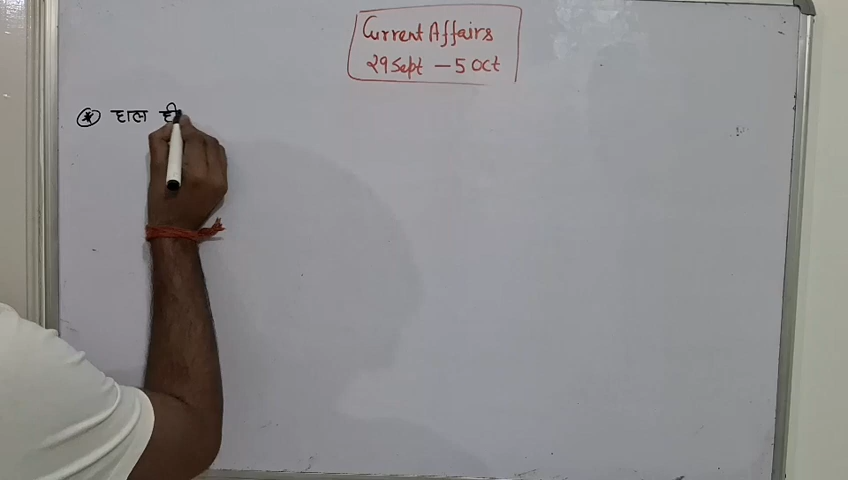 Current Affairs
29 Sept - 5 Oct
हाल ही